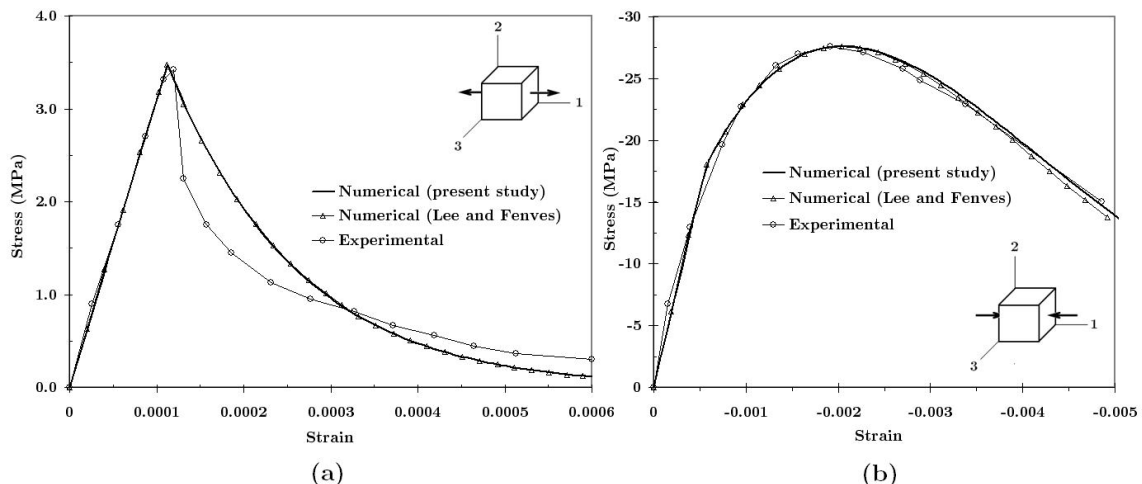 4.0
3.0
2.0
1.0
0.0
Stress (MPa)
0
0.0001
0.0002
0.0003
0.0004
0.0005
0.0006
Strain
2
1
3
Numerical (present study)
Numerical (Lee and Fenves)
Experimental
(a)
-30
-25
-20
-15
-10
-5
0
Stress (MPa)
0
-0.001
-0.002
-0.003
-0.004
-0.005
Strain
Numerical (present study)
Numerical (Lee and Fenves)
Experimental
2
1
3
(b)